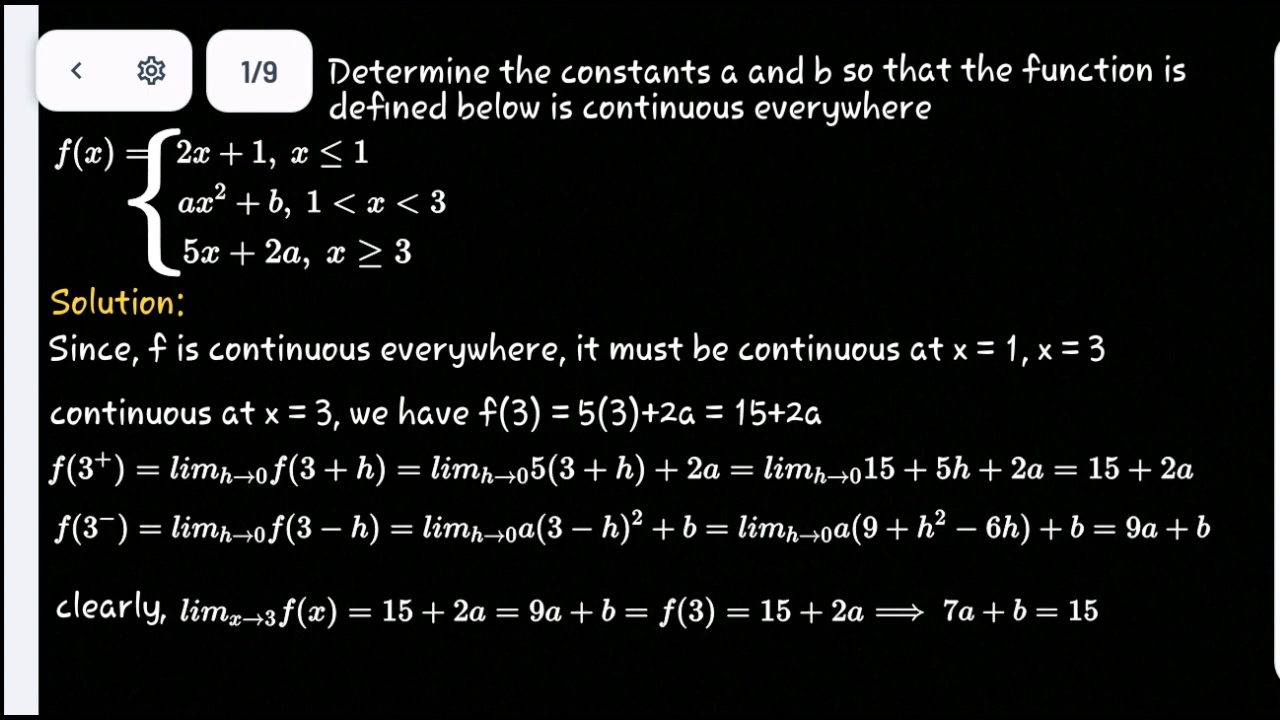 1/9
Determine the constants a and b so that the function is
defined below is continuous everywhere
f(x) = { 2x + 1, x ≤ 1
ax² + b, 1 < x < 3
5x + 2a, x ≥ 3
Solution:
Since, f is continuous everywhere, it must be continuous at x = 1, x = 3
continuous at x = 3, we have f(3) = 5(3)+2a = 15+2a
f(3⁺) = lim_{h→0}f(3 + h) = lim_{h→0}5(3 + h) + 2a = lim_{h→0}15 + 5h + 2a = 15 + 2a
f(3⁻) = lim_{h→0}f(3 − h) = lim_{h→0}a(3 − h)² + b = lim_{h→0}a(9 + h² − 6h) + b = 9a + b
clearly, lim_{x→3}f(x) = 15 + 2a = 9a + b = f(3) = 15 + 2a ⟹ 7a + b = 15